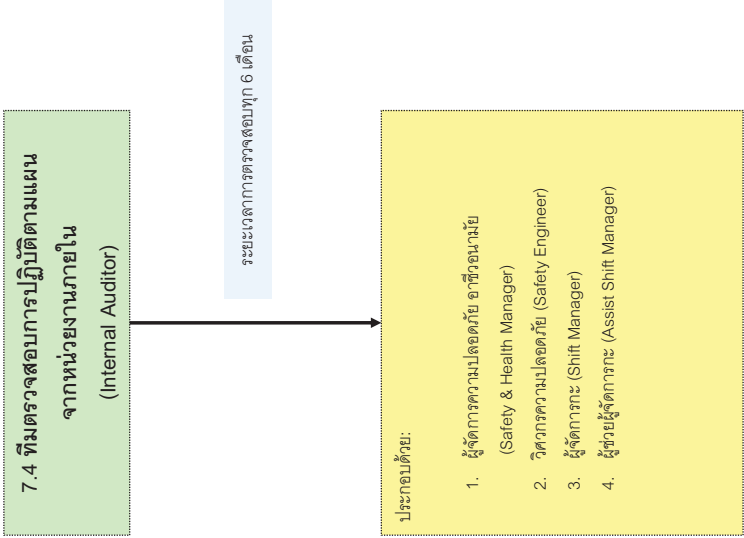 7.4 ทีมตรวจสอบการปฏิบัติตามแผน
จากหน่วยงานภายใน
(Internal Auditor)
ระยะเวลาการตรวจสอบทุก 6 เดือน
ประกอบด้วย:
1. ผู้จัดการความปลอดภัย อาชีวอนามัย
(Safety & Health Manager)
2. วิศวกรความปลอดภัย (Safety Engineer)
3. ผู้จัดการกะ (Shift Manager)
4. ผู้ช่วยผู้จัดการกะ (Assist Shift Manager)